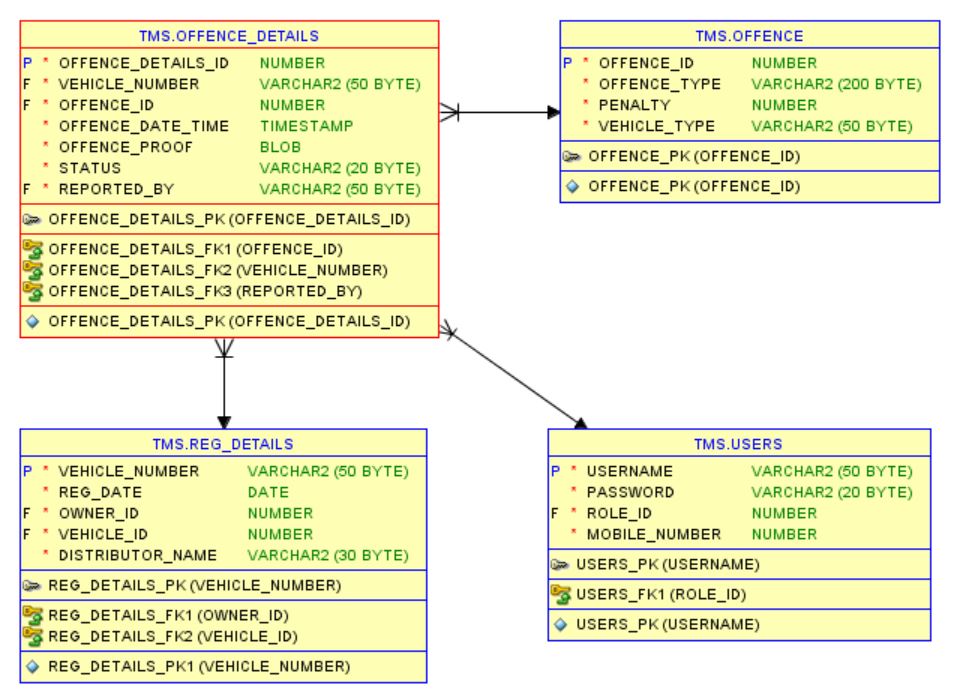 TMS.OFFENCE_DETAILS
P * OFFENCE_DETAILS_ID NUMBER
F * VEHICLE_NUMBER VARCHAR2 (50 BYTE)
F * OFFENCE_ID NUMBER
* OFFENCE_DATE_TIME TIMESTAMP
* OFFENCE_PROOF BLOB
* STATUS VARCHAR2 (20 BYTE)
F * REPORTED_BY VARCHAR2 (50 BYTE)
OFFENCE_DETAILS_PK (OFFENCE_DETAILS_ID)
OFFENCE_DETAILS_FK1 (OFFENCE_ID)
OFFENCE_DETAILS_FK2 (VEHICLE_NUMBER)
OFFENCE_DETAILS_FK3 (REPORTED_BY)
OFFENCE_DETAILS_PK (OFFENCE_DETAILS_ID)
TMS.OFFENCE
P * OFFENCE_ID NUMBER
* OFFENCE_TYPE VARCHAR2 (200 BYTE)
* PENALTY NUMBER
* VEHICLE_TYPE VARCHAR2 (50 BYTE)
OFFENCE_PK (OFFENCE_ID)
OFFENCE_PK (OFFENCE_ID)
TMS.REG_DETAILS
P * VEHICLE_NUMBER VARCHAR2 (50 BYTE)
* REG_DATE DATE
F * OWNER_ID NUMBER
F * VEHICLE_ID NUMBER
* DISTRIBUTOR_NAME VARCHAR2 (30 BYTE)
REG_DETAILS_PK (VEHICLE_NUMBER)
REG_DETAILS_FK1 (OWNER_ID)
REG_DETAILS_FK2 (VEHICLE_ID)
REG_DETAILS_PK1 (VEHICLE_NUMBER)
TMS.USERS
P * USERNAME VARCHAR2 (50 BYTE)
* PASSWORD VARCHAR2 (20 BYTE)
F * ROLE_ID NUMBER
* MOBILE_NUMBER NUMBER
USERS_PK (USERNAME)
USERS_FK1 (ROLE_ID)
USERS_PK (USERNAME)